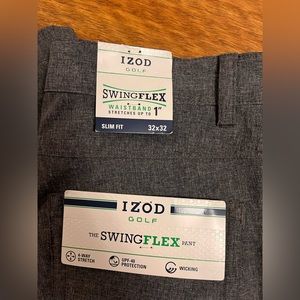 IZOD
GOLF
SWINGFLEX
WAISTBAND
STRETCHES UP TO 1"
SLIM FIT 32x32
IZOD
GOLF
THE SWINGFLEX PANT
4-WAY STRETCH
UPF-40 PROTECTION
WICKING